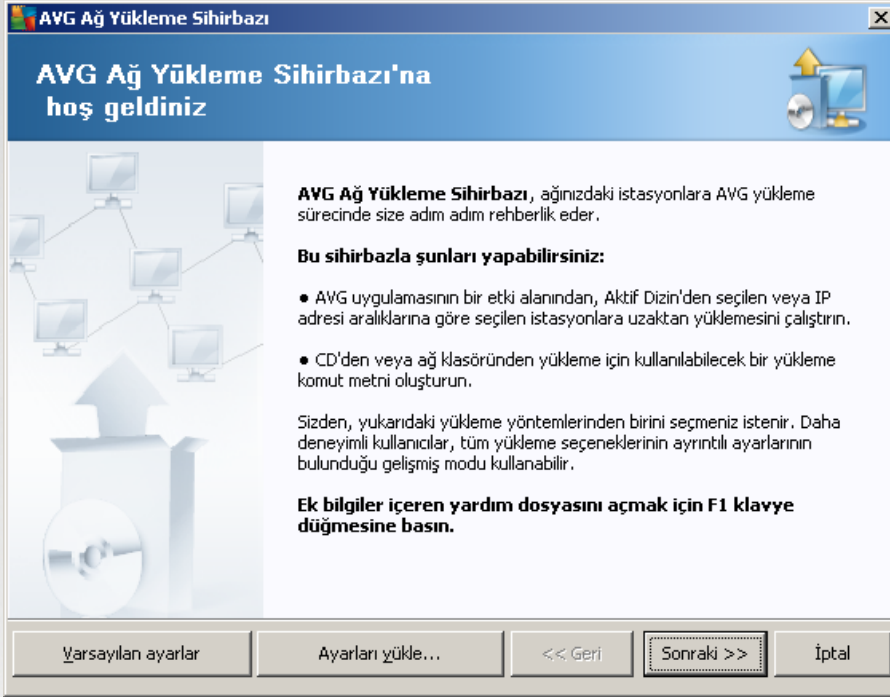 AVG Ağ Yükleme Sihirbazı
AVG Ağ Yükleme Sihirbazı'na
hoş geldiniz
AVG Ağ Yükleme Sihirbazı, ağınızdaki istasyonlara AVG yükleme
sürecinde size adım adım rehberlik eder.
Bu sihirbazla şunları yapabilirsiniz:
● AVG uygulamasının bir etki alanından, Aktif Dizin'den seçilen veya IP
adresi aralıklarına göre seçilen istasyonlara uzaktan yüklemesini çalıştırın.
● CD'den veya ağ klasöründen yükleme için kullanılabilecek bir yükleme
komut metni oluşturun.
Sizden, yukarıdaki yükleme yöntemlerinden birini seçmeniz istenir. Daha
deneyimli kullanıcılar, tüm yükleme seçeneklerinin ayrıntılı ayarlarının
bulunduğu gelişmiş modu kullanabilir.
Ek bilgiler içeren yardım dosyasını açmak için F1 klavye
düğmesine basın.
Varsayılan ayarlar
Ayarları yükle...
<< Geri
Sonraki >>
İptal